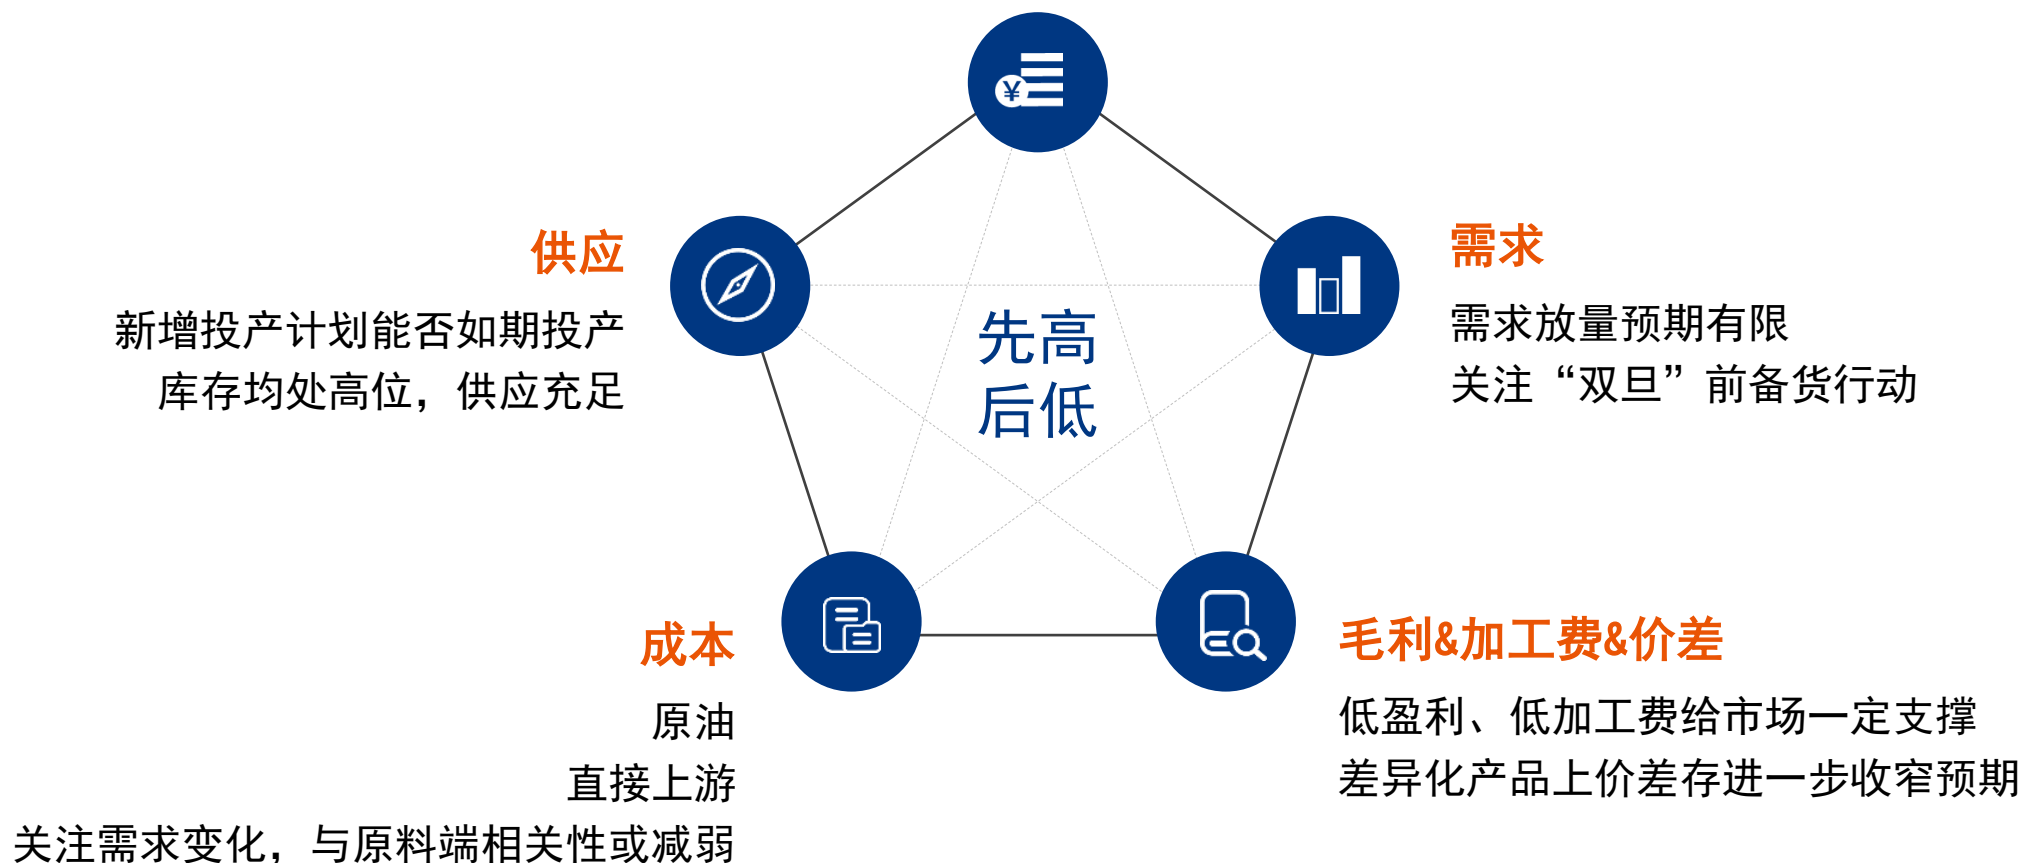 ¥
供应
新增投产计划能否如期投产
库存均处高位，供应充足
需求
需求放量预期有限
关注“双旦”前备货行动
先高
后低
成本
原油
直接上游
关注需求变化，与原料端相关性或减弱
毛利&加工费&价差
低盈利、低加工费给市场一定支撑
差异化产品上价差存进一步收窄预期